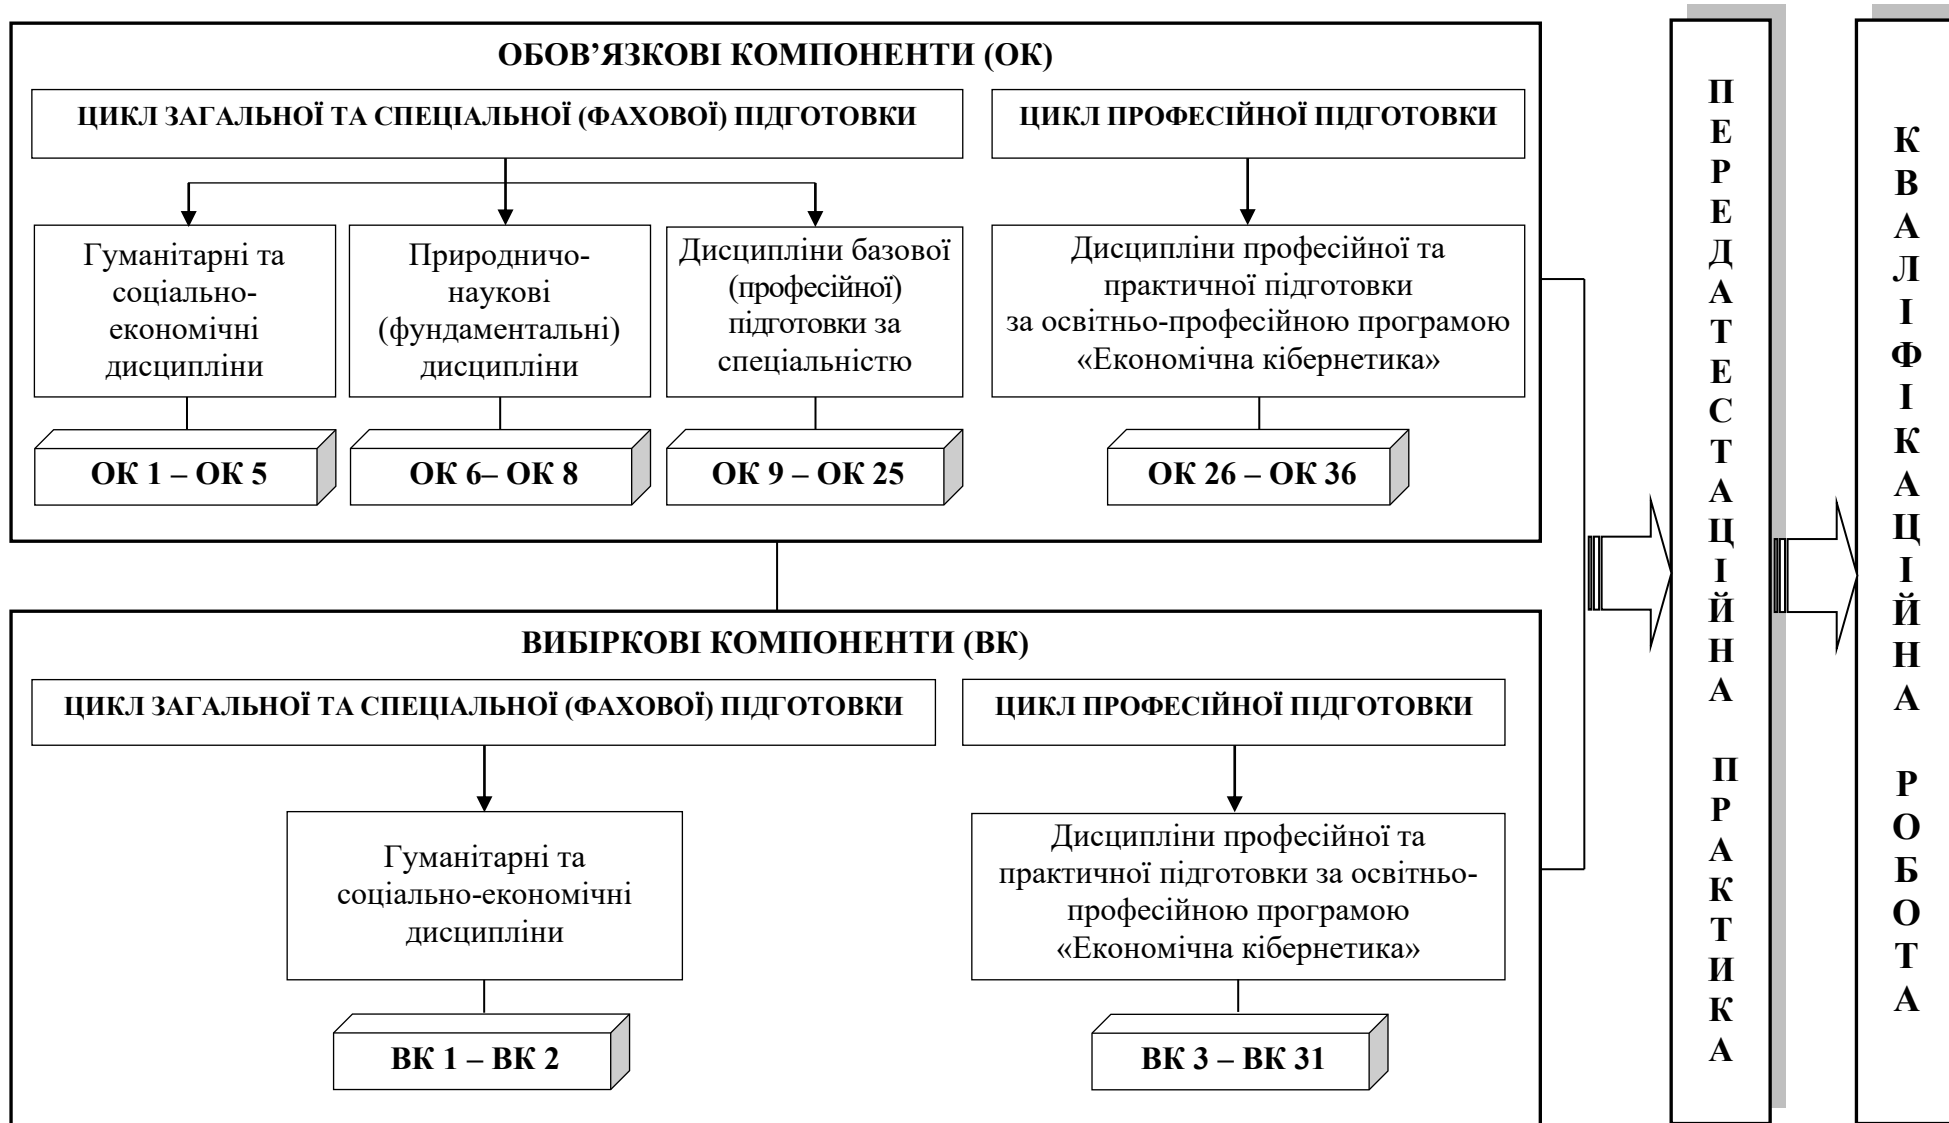 ОБОВ’ЯЗКОВІ КОМПОНЕНТИ (ОК)
ЦИКЛ ЗАГАЛЬНОЇ ТА СПЕЦІАЛЬНОЇ (ФАХОВОЇ) ПІДГОТОВКИ
ЦИКЛ ПРОФЕСІЙНОЇ ПІДГОТОВКИ
Гуманітарні та
соціально-
економічні
дисципліни
Природничо-
наукові
(фундаментальні)
дисципліни
Дисципліни базової
(професійної)
підготовки за
спеціальністю
Дисципліни професійної та
практичної підготовки
за освітньо-професійною програмою
«Економічна кібернетика»
ОК 1 – ОК 5
ОК 6– ОК 8
ОК 9 – ОК 25
ОК 26 – ОК 36
ВИБІРКОВІ КОМПОНЕНТИ (ВК)
ЦИКЛ ЗАГАЛЬНОЇ ТА СПЕЦІАЛЬНОЇ (ФАХОВОЇ) ПІДГОТОВКИ
ЦИКЛ ПРОФЕСІЙНОЇ ПІДГОТОВКИ
Гуманітарні та
соціально-економічні
дисципліни
Дисципліни професійної та
практичної підготовки за освітньо-
професійною програмою
«Економічна кібернетика»
ВК 1 – ВК 2
ВК 3 – ВК 31
ПЕРЕДАТЕСТАЦІЙНА ПРАКТИКА
КВАЛІФІКАЦІЙНА РОБОТА